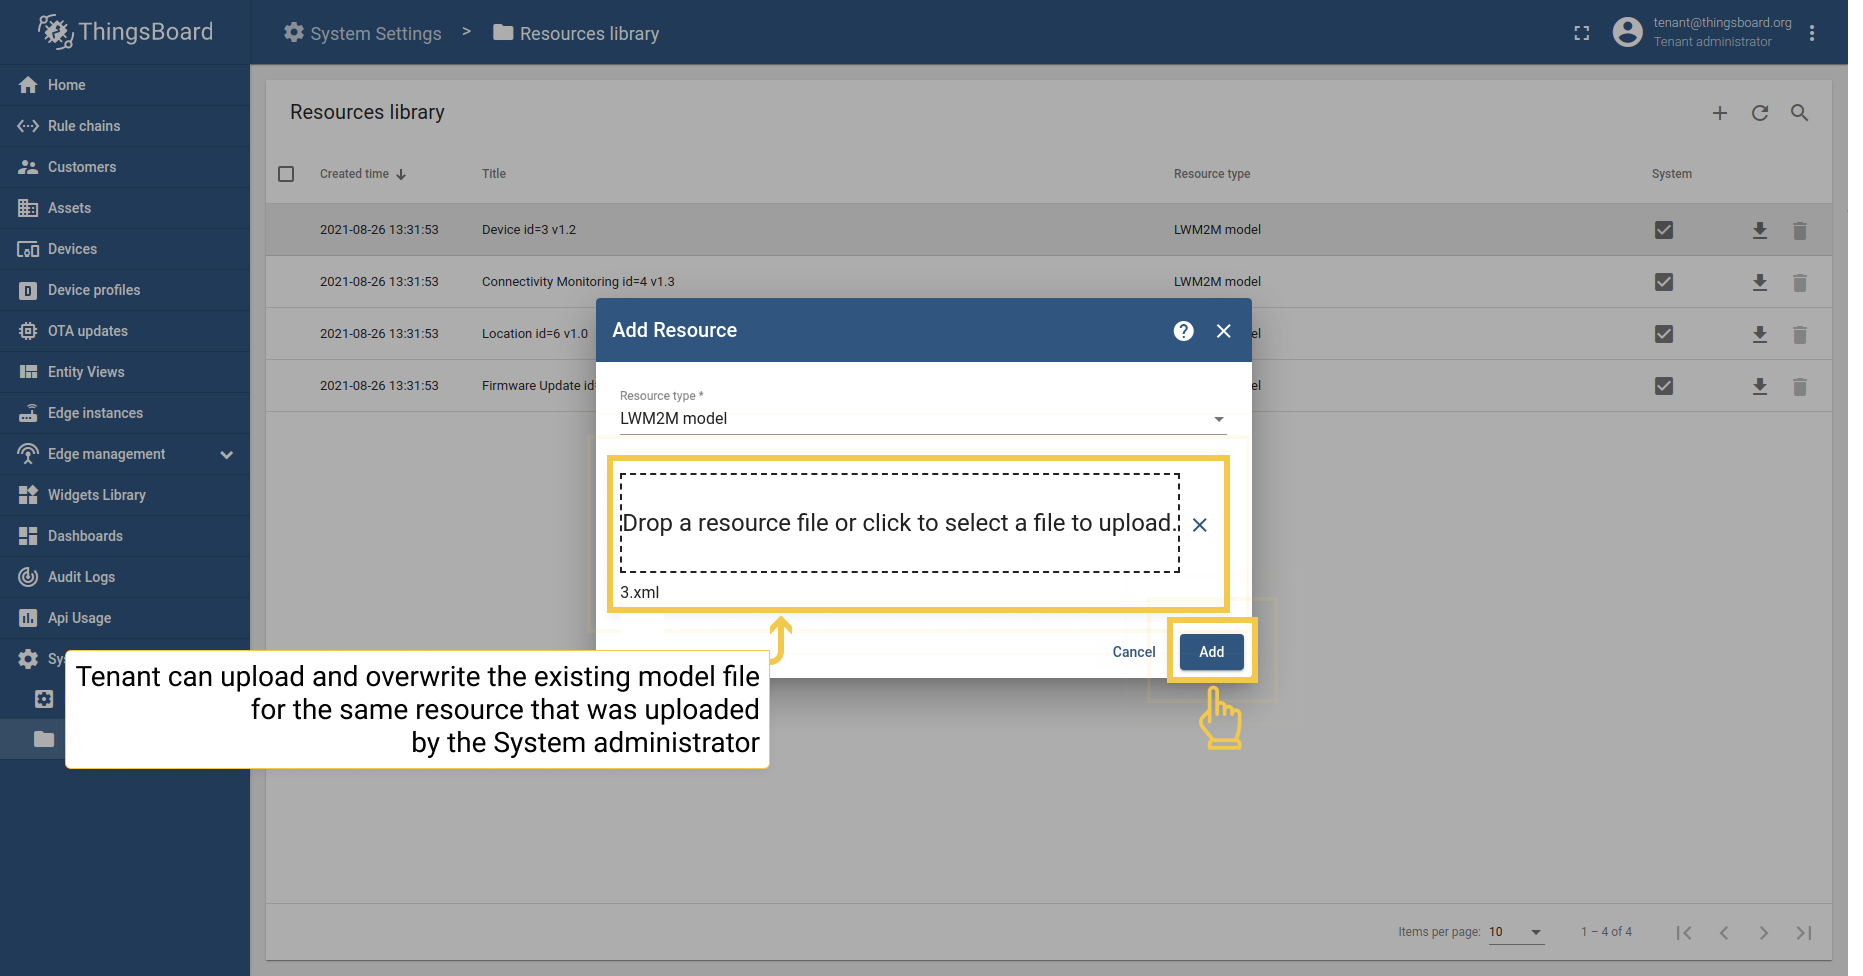 ThingsBoard
System Settings > Resources library
tenant@thingsboard.org
Tenant administrator
Home
Rule chains
Customers
Assets
Devices
Device profiles
OTA updates
Entity Views
Edge instances
Edge management
Widgets Library
Dashboards
Audit Logs
Api Usage
Sy
Resources library
Created time Title Resource type System
2021-08-26 13:31:53 Device id=3 v1.2 LWM2M model
2021-08-26 13:31:53 Connectivity Monitoring id=4 v1.3 LWM2M model
2021-08-26 13:31:53 Location id=6 v1.0 el
2021-08-26 13:31:53 Firmware Update id= el
Add Resource
Resource type *
LWM2M model
Drop a resource file or click to select a file to upload.
3.xml
Cancel Add
Tenant can upload and overwrite the existing model file
for the same resource that was uploaded
by the System administrator
Items per page: 10 1 – 4 of 4